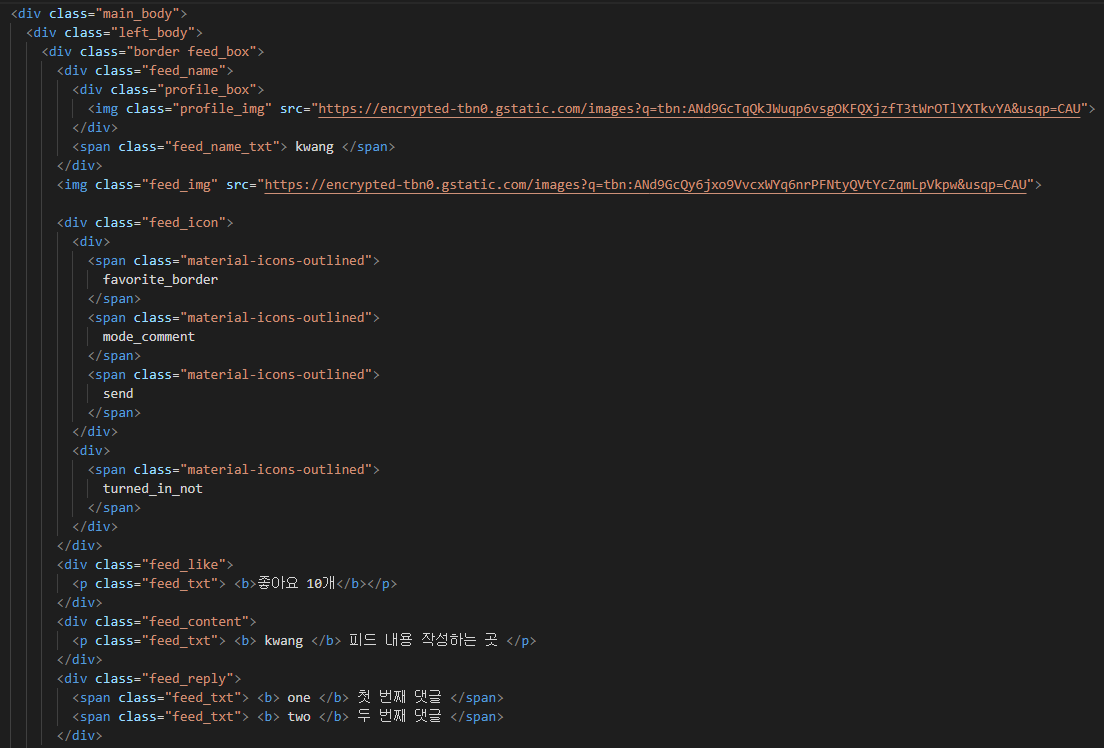 <div class="main_body">
<div class="left_body">
<div class="border feed_box">
<div class="feed_name">
<div class="profile_box">
<img class="profile_img" src="https://encrypted-tbn0.gstatic.com/images?q=tbn:ANd9GcTqQkJWuqp6vsgOKFQXjzfT3tWrOTlYXTkvYA&usqp=CAU">
</div>
<span class="feed_name_txt"> kwang </span>
</div>
<img class="feed_img" src="https://encrypted-tbn0.gstatic.com/images?q=tbn:ANd9GcQy6jxo9VvcxWYq6nrPFNtyQVtYcZqmLpVkpw&usqp=CAU">
<div class="feed_icon">
<div>
<span class="material-icons-outlined">
favorite_border
</span>
<span class="material-icons-outlined">
mode_comment
</span>
<span class="material-icons-outlined">
send
</span>
</div>
<div>
<span class="material-icons-outlined">
turned_in_not
</span>
</div>
</div>
<div class="feed_like">
<p class="feed_txt"> <b>좋아요 10개</b></p>
</div>
<div class="feed_content">
<p class="feed_txt"> <b> kwang </b> 피드 내용 작성하는 곳 </p>
</div>
<div class="feed_reply">
<span class="feed_txt"> <b> one </b> 첫 번째 댓글 </span>
<span class="feed_txt"> <b> two </b> 두 번째 댓글 </span>
</div>